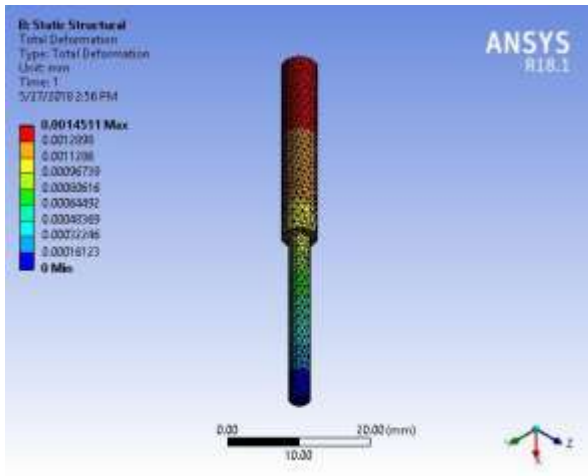 B: Static Structural
Total Deformation
Type: Total Deformation
Unit: mm
Time: 1
5/27/2018 2:56 PM
ANSYS
R18.1
0.0014511 Max
0.0012898
0.0011286
0.00096739
0.00080616
0.00064492
0.00048369
0.00032246
0.00016123
0 Min
0.00
20.00 (mm)
10.00
Y
X
Z